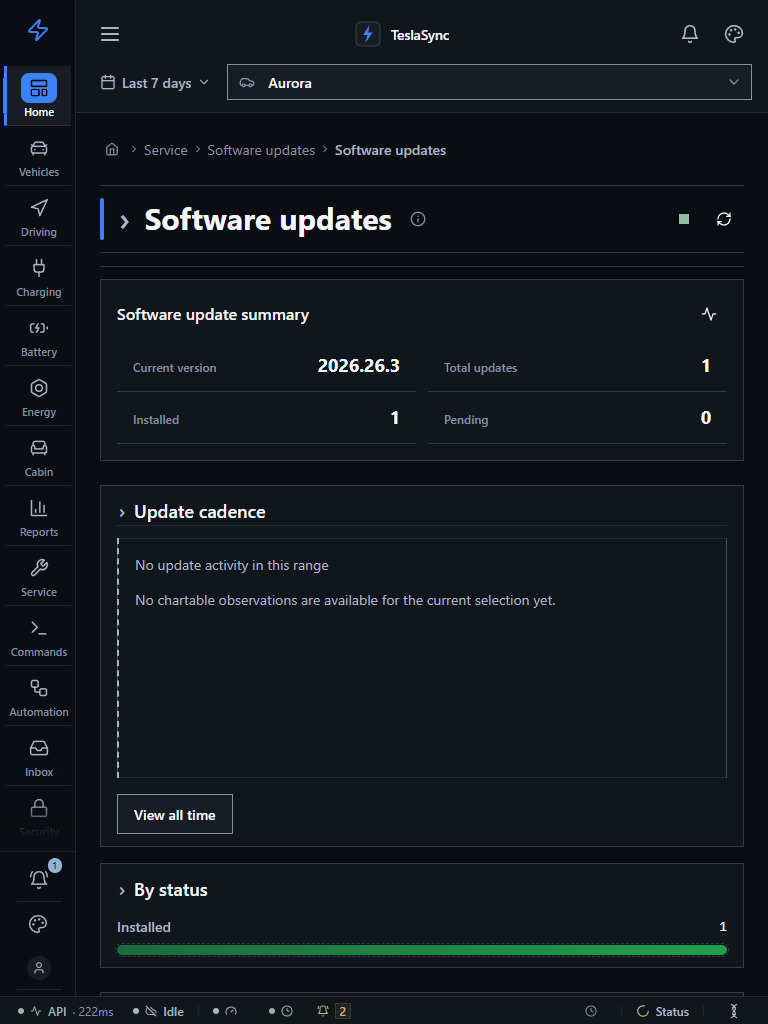 TeslaSync
Last 7 days
Aurora
Home
Vehicles
Driving
Charging
Battery
Energy
Cabin
Reports
Service
Commands
Automation
Inbox
Security
1
Service > Software updates > Software updates
Software updates
Software update summary
Current version 2026.26.3
Total updates 1
Installed 1
Pending 0
Update cadence
No update activity in this range
No chartable observations are available for the current selection yet.
View all time
By status
Installed 1
API · 222ms Idle 2 Status